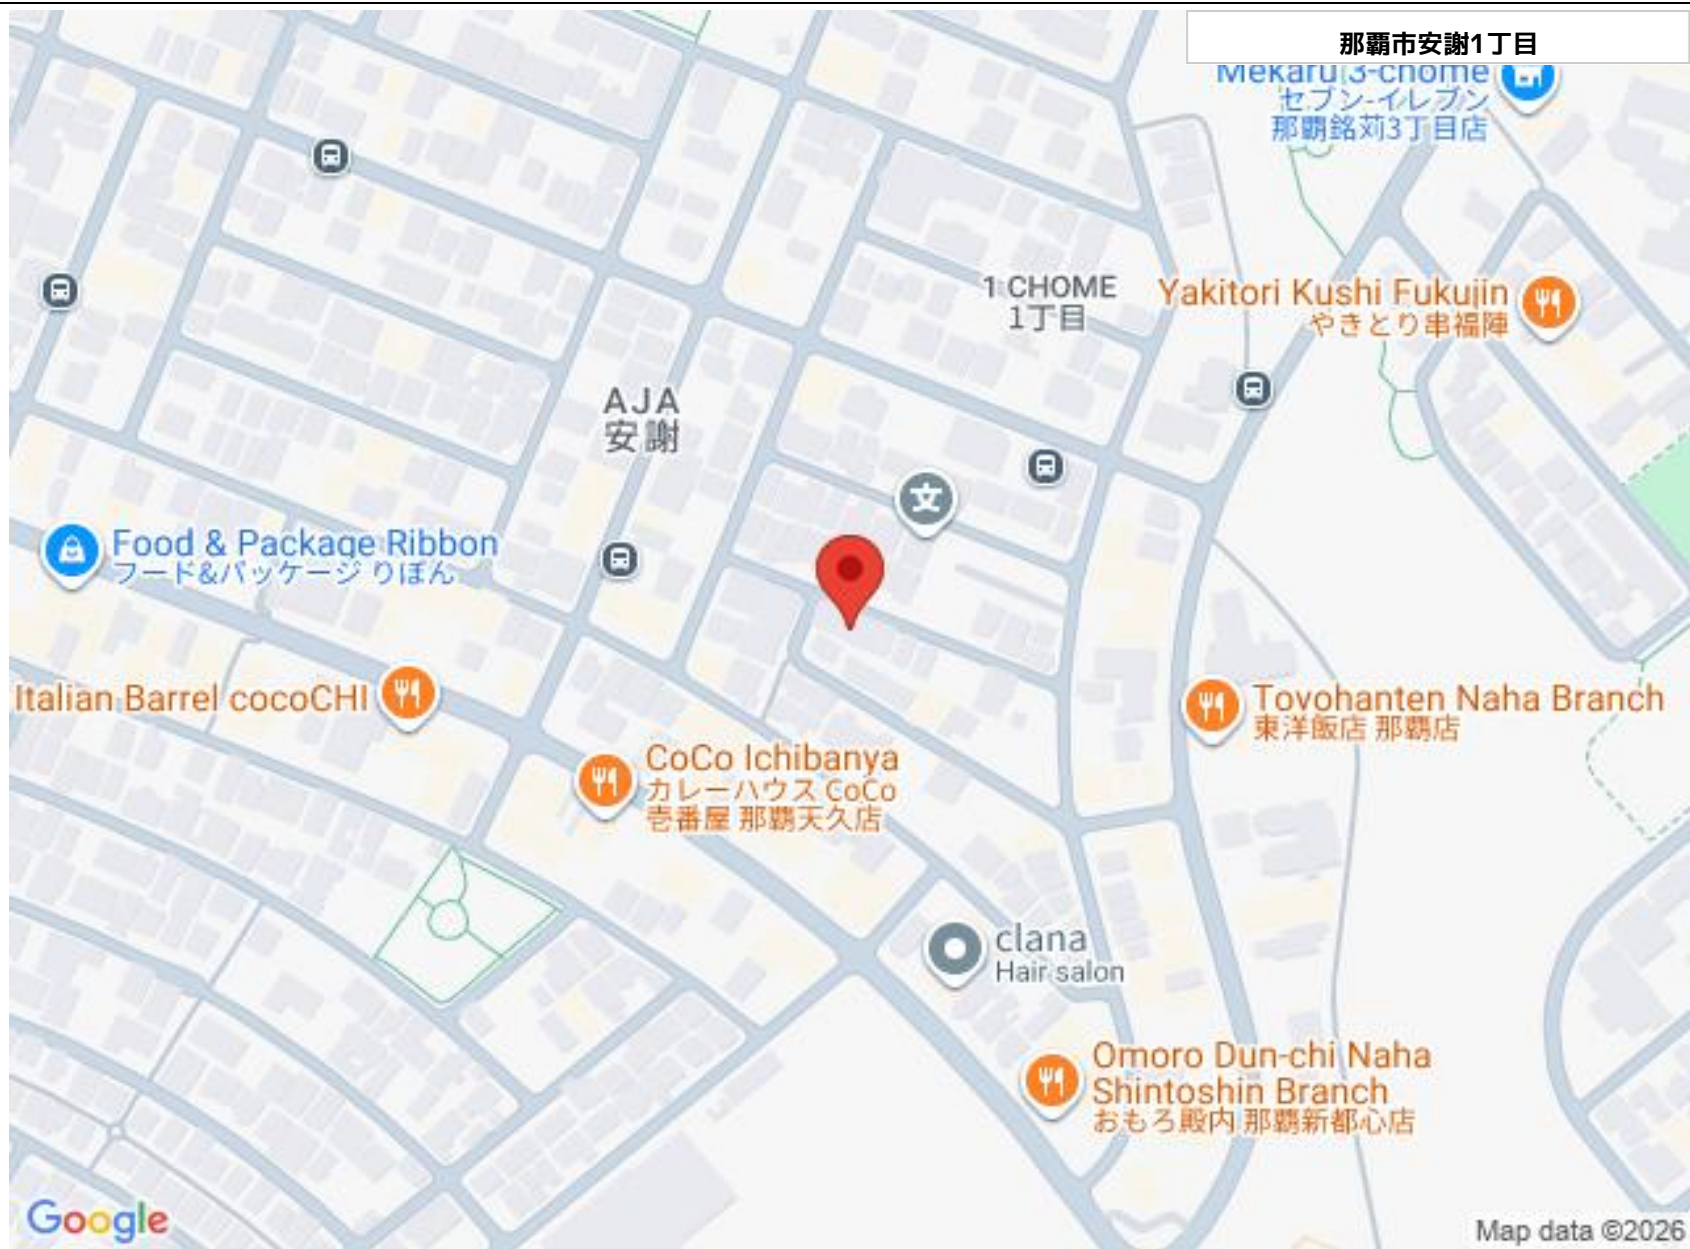 那覇市安謝1丁目
Mekaru 3-chome
セブン-イレブン
那覇銘苅3丁目店
1 CHOME
1丁目
Yakitori Kushi Fukujin
やきとり串福陣
AJA
安謝
文
Food & Package Ribbon
フード&パッケージ りぼん
Italian Barrel cocoCHI
Toyohanten Naha Branch
東洋飯店 那覇店
CoCo Ichibanya
カレーハウス CoCo
壱番屋 那覇天久店
clana
Hair salon
Omoro Dun-chi Naha
Shintoshin Branch
おもろ殿内 那覇新都心店
Google
Map data ©2026